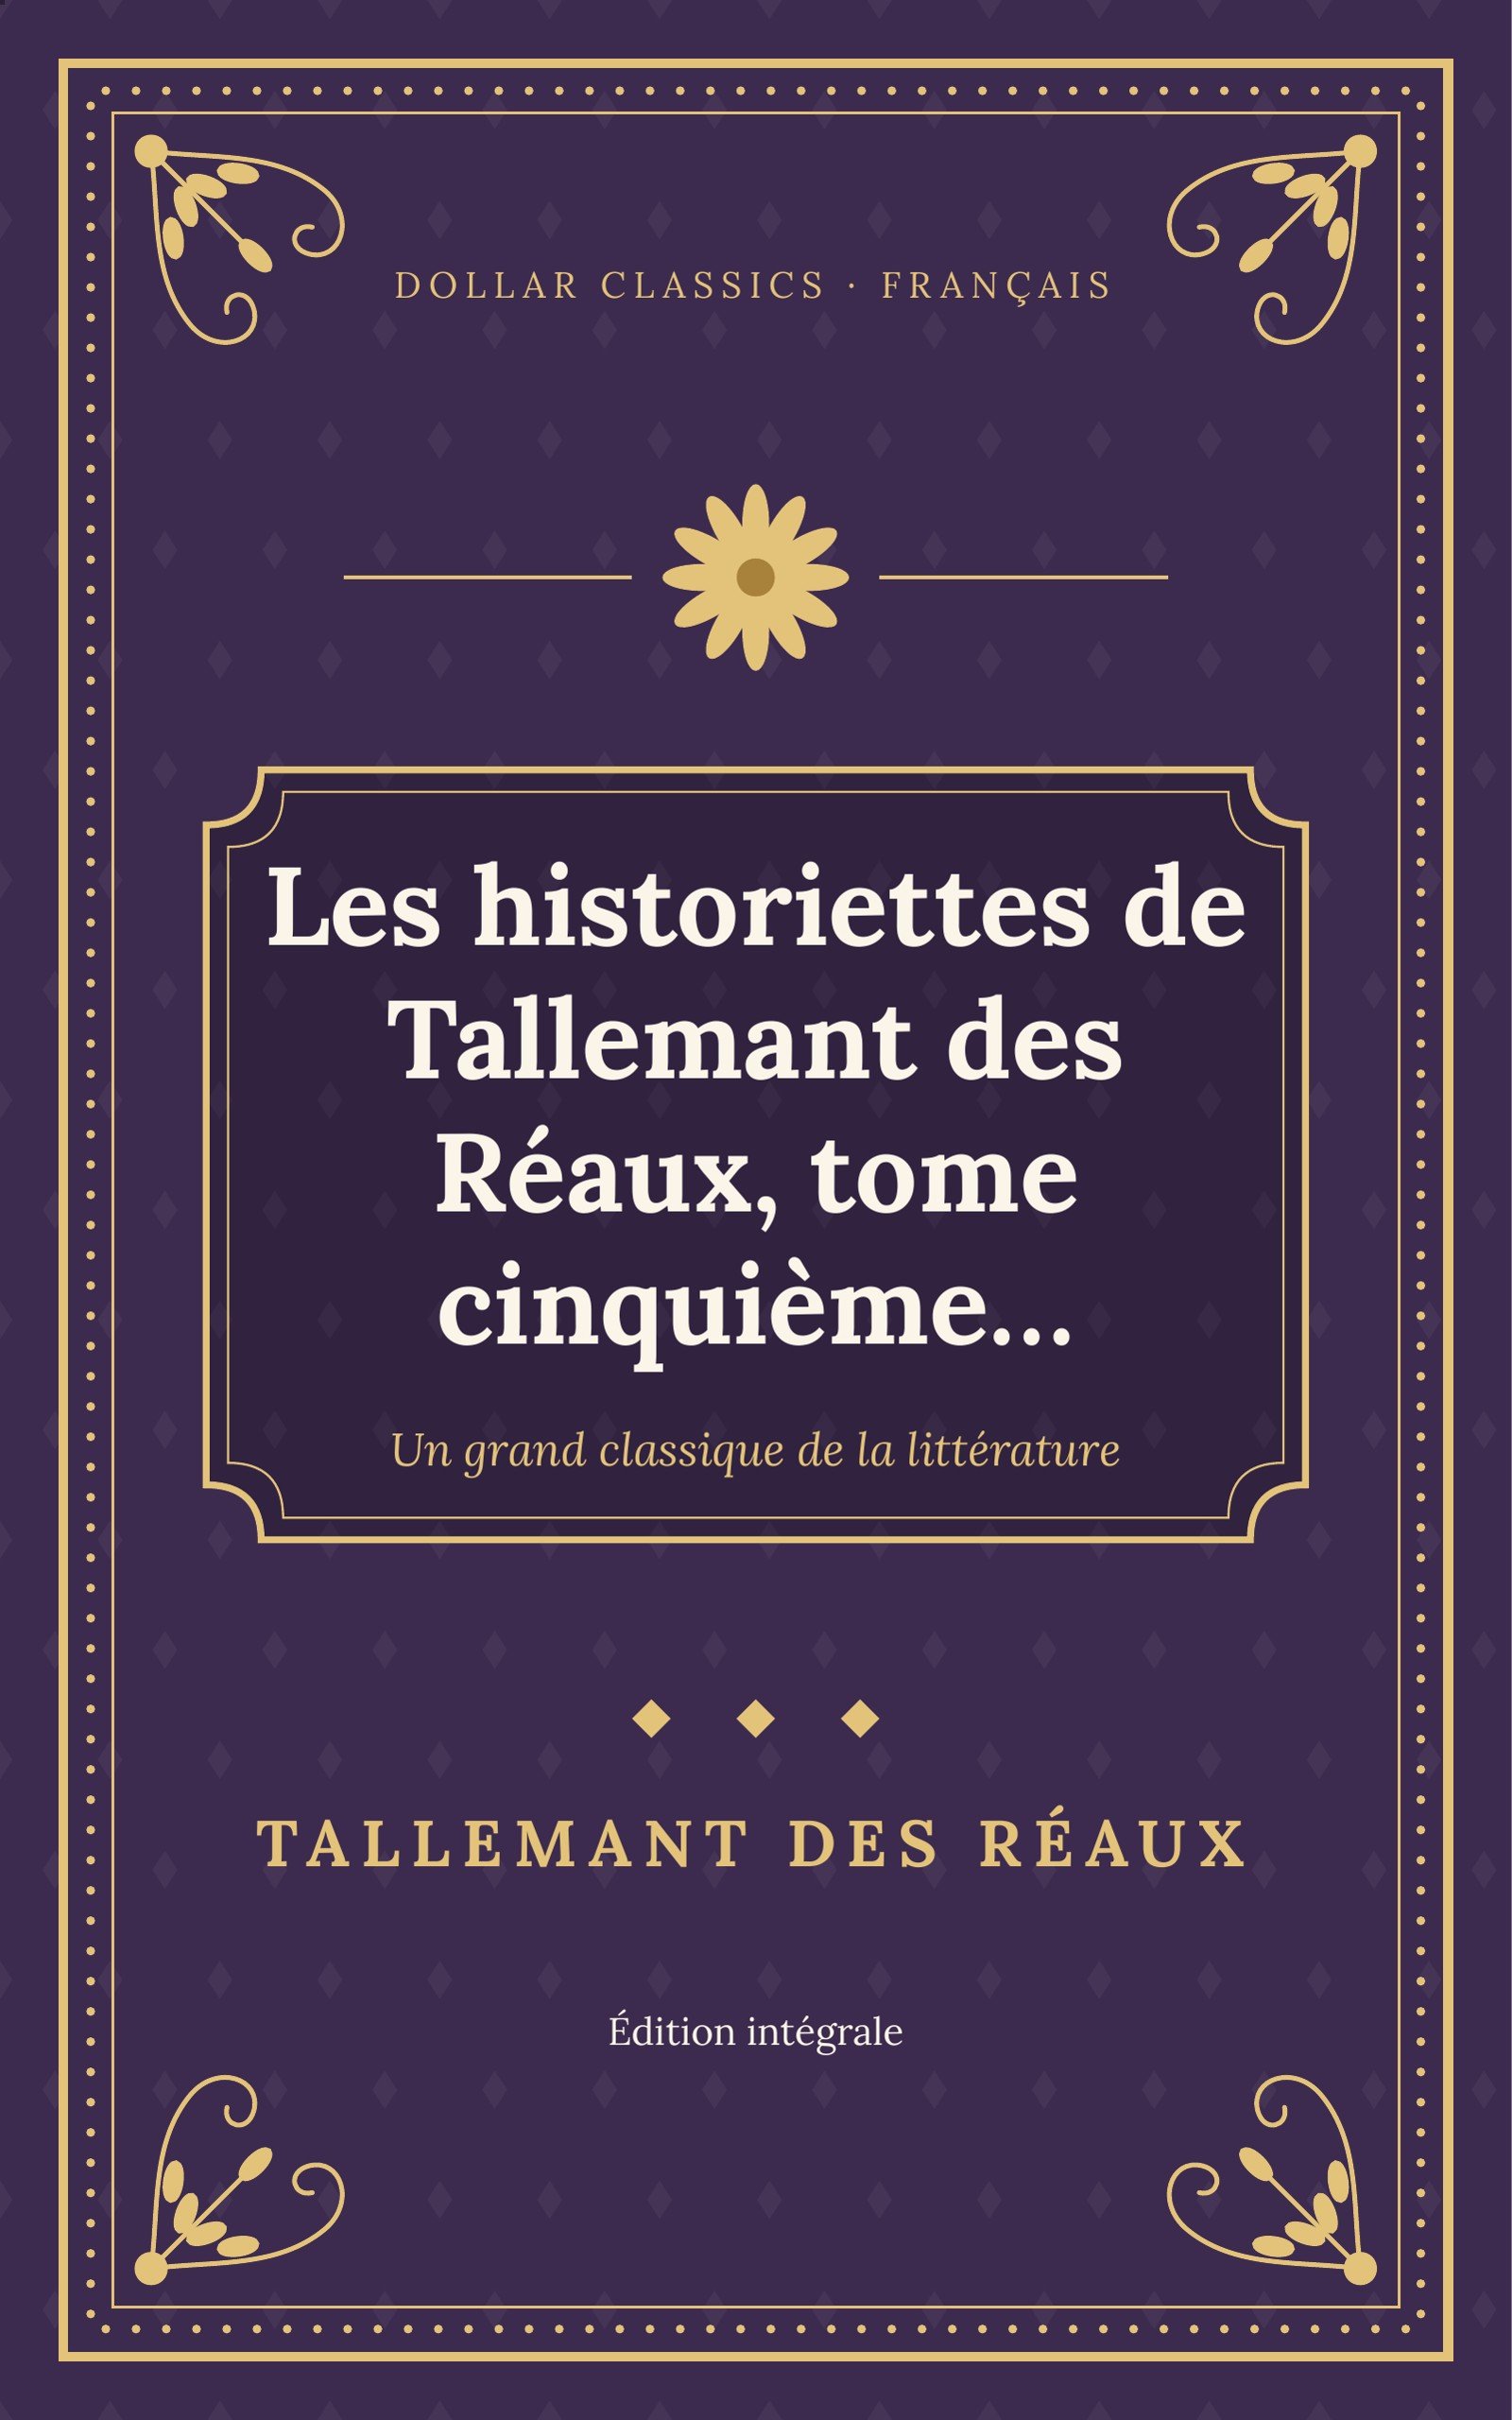 DOLLAR CLASSICS · FRANÇAIS
Les historiettes de
Tallemant des
Réaux, tome
cinquième...
Un grand classique de la littérature
TALLEMANT DES RÉAUX
Édition intégrale